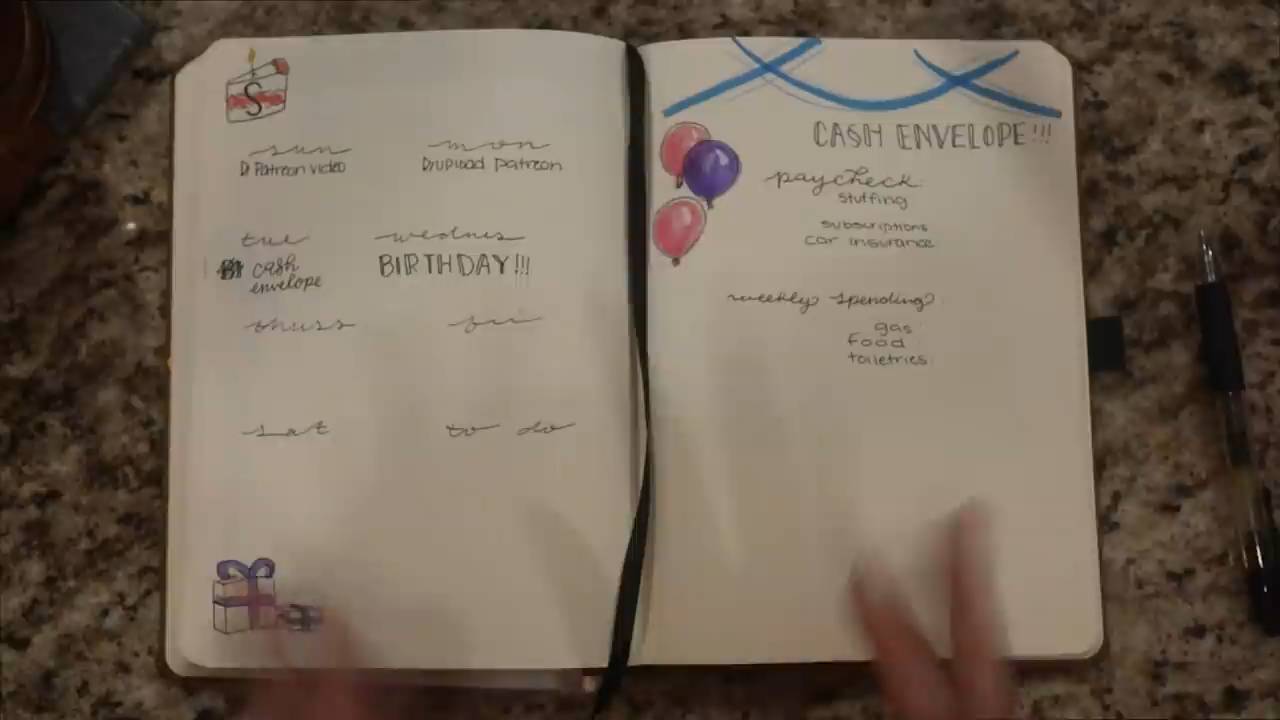 S
sun
mon
D Patreon video
D upload patreon
tue
wednes
cash
envelope
BIRTHDAY!!!
thurs
fri
sat
to do
CASH ENVELOPE!!!
paycheck:
stuffing
subscriptions
car insurance
weekly spending?
gas
food
toiletries